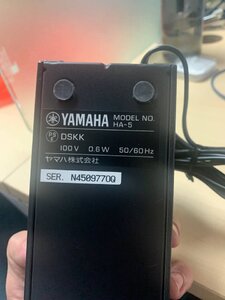 YAMAHA MODEL NO. HA-5
PS E DSKK
100V 0.6W 50/60Hz
ヤマハ株式会社
SER. N4509770Q